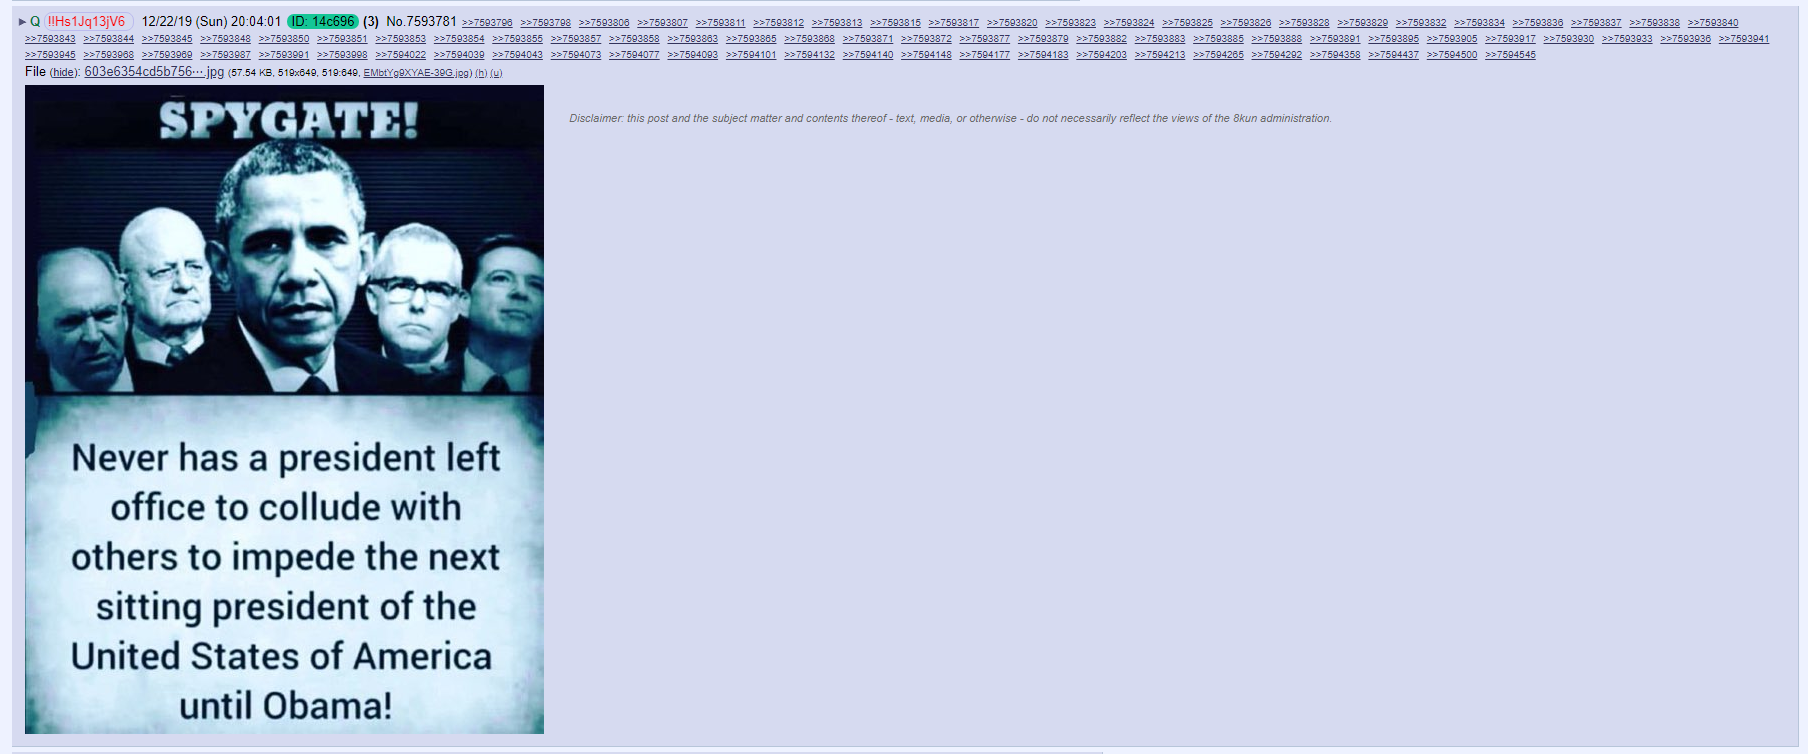 ▶ Q !!Hs1Jq13jV6 12/22/19 (Sun) 20:04:01 ID: 14c696 (3) No.7593781 >>7593796 >>7593798 >>7593806 >>7593807 >>7593811 >>7593812 >>7593813 >>7593815 >>7593817 >>7593820 >>7593823 >>7593824 >>7593825 >>7593826 >>7593828 >>7593829 >>7593832 >>7593834 >>7593836 >>7593837 >>7593838 >>7593840
>>7593843 >>7593844 >>7593845 >>7593848 >>7593850 >>7593851 >>7593853 >>7593854 >>7593855 >>7593857 >>7593858 >>7593863 >>7593865 >>7593868 >>7593871 >>7593872 >>7593877 >>7593879 >>7593882 >>7593883 >>7593885 >>7593888 >>7593891 >>7593895 >>7593905 >>7593917 >>7593930 >>7593933 >>7593936 >>7593941
>>7593945 >>7593968 >>7593969 >>7593987 >>7593991 >>7593998 >>7594022 >>7594039 >>7594043 >>7594073 >>7594077 >>7594093 >>7594101 >>7594132 >>7594140 >>7594148 >>7594177 >>7594183 >>7594203 >>7594213 >>7594265 >>7594292 >>7594358 >>7594437 >>7594500 >>7594545
File (hide): 603e6354cd5b756⋯.jpg (57.54 KB, 519x649, 519:649, EMbtYg9XYAE-39G.jpg) (h) (u)
SPYGATE!
Disclaimer: this post and the subject matter and contents thereof - text, media, or otherwise - do not necessarily reflect the views of the 8kun administration.
Never has a president left
office to collude with
others to impede the next
sitting president of the
United States of America
until Obama!